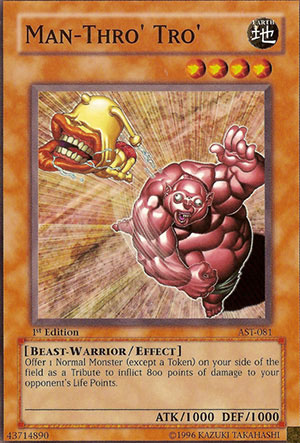 MAN-THRO' TRO'
EARTH
地
1st Edition
AST-081
[BEAST-WARRIOR/EFFECT]
Offer 1 Normal Monster (except a Token) on your side of the
field as a Tribute to inflict 800 points of damage to your
opponent's Life Points.
ATK/1000 DEF/1000
43714890
©1996 KAZUKI TAKAHASHI